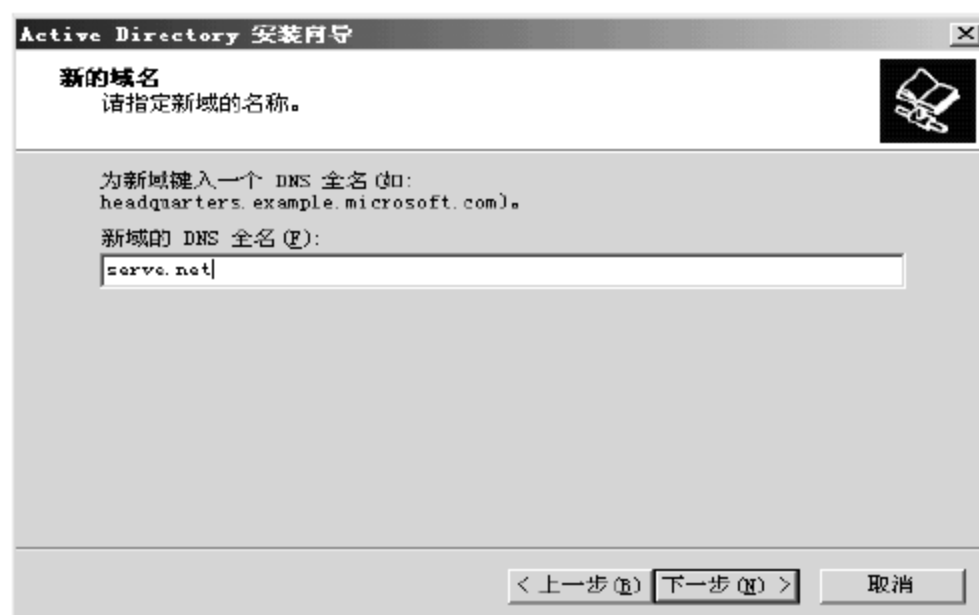 Active Directory 安装向导
新的域名
请指定新域的名称。
为新域键入一个 DNS 全名(如:
headquarters.example.microsoft.com)。
新域的 DNS 全名(F):
serve.net
< 上一步(B)
下一步(N) >
取消